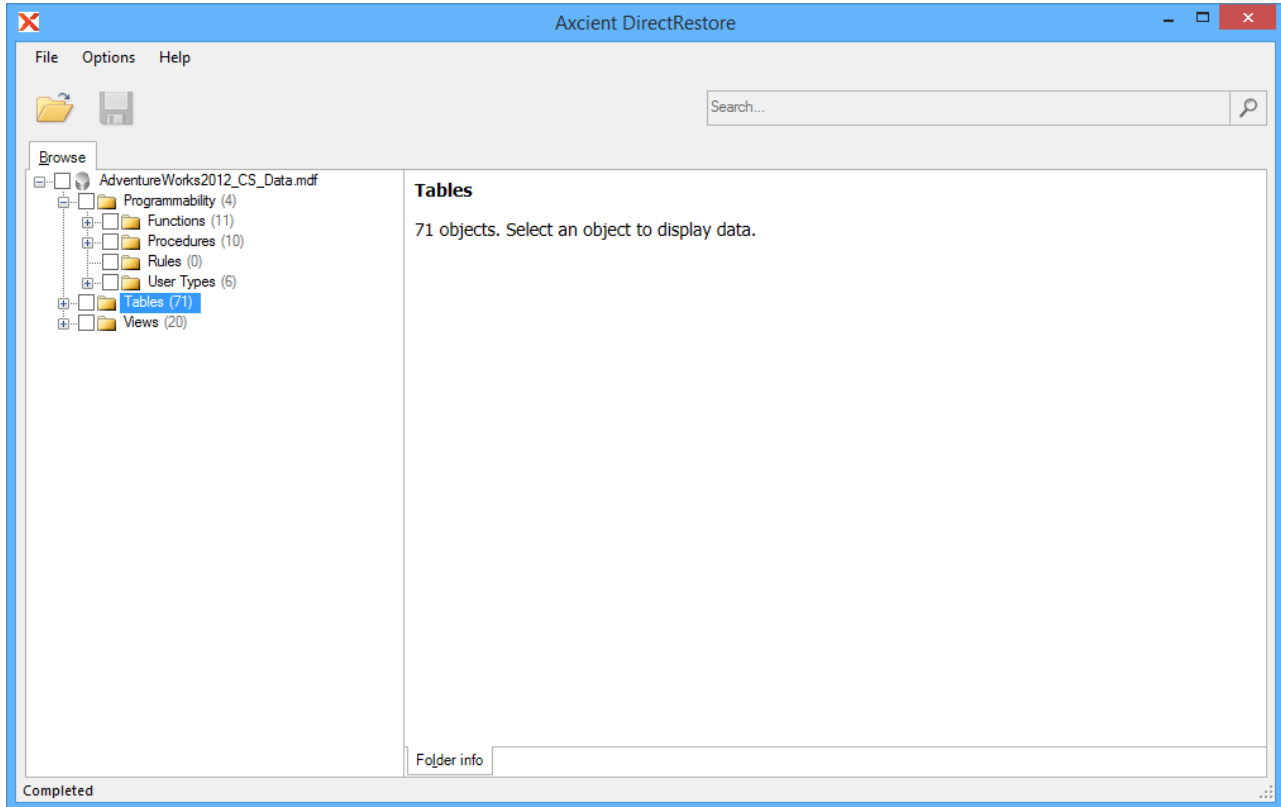 Axcient DirectRestore
File Options Help
Search...
Browse
AdventureWorks2012_CS_Data.mdf
Programmability (4)
Functions (11)
Procedures (10)
Rules (0)
User Types (6)
Tables (71)
Views (20)
Tables
71 objects. Select an object to display data.
Folder info
Completed